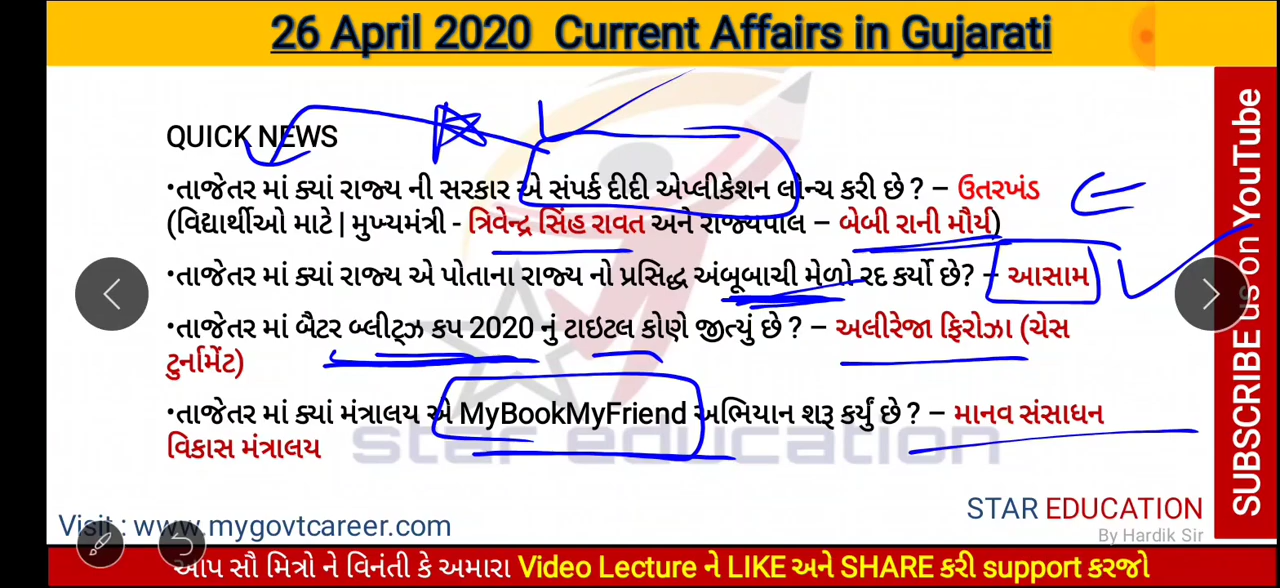 26 April 2020 Current Affairs in Gujarati
QUICK NEWS
•તાજેતર માં ક્યાં રાજ્ય ની સરકાર એ સંપર્ક દીદી એપ્લીકેશન લોન્ચ કરી છે ? – ઉતરખંડ
(વિદ્યાર્થીઓ માટે | મુખ્યમંત્રી - ત્રિવેન્દ્ર સિંહ રાવત અને રાજ્યપાલ – બેબી રાની મૌર્ય)
•તાજેતર માં ક્યાં રાજ્ય એ પોતાના રાજ્ય નો પ્રસિદ્ધ અંબૂબાચી મેળો રદ કર્યો છે? – આસામ
•તાજેતર માં બૈટર બ્લીટ્ઝ કપ 2020 નું ટાઇટલ કોણે જીત્યું છે ? – અલીરેજા ફિરોઝા (ચેસ
ટુર્નામેંટ)
•તાજેતર માં ક્યાં મંત્રાલય એ MyBookMyFriend અભિયાન શરૂ કર્યું છે ? – માનવ સંસાધન
વિકાસ મંત્રાલય
star education
STAR EDUCATION
By Hardik Sir
Visit : www.mygovtcareer.com
આપ સૌ મિત્રો ને વિનંતી કે અમારા Video Lecture ને LIKE અને SHARE કરી support કરજો
SUBSCRIBE us on YouTube